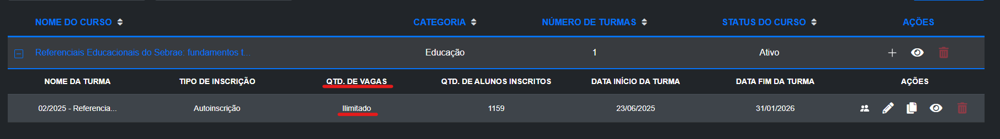 NOME DO CURSO CATEGORIA NÚMERO DE TURMAS STATUS DO CURSO AÇÕES
Referenciais Educacionais do Sebrae: fundamentos t... Educação 1 Ativo
NOME DA TURMA TIPO DE INSCRIÇÃO QTD. DE VAGAS QTD. DE ALUNOS INSCRITOS DATA INÍCIO DA TURMA DATA FIM DA TURMA AÇÕES
02/2025 - Referencia... Autoinscrição Ilimitado 1159 23/06/2025 31/01/2026